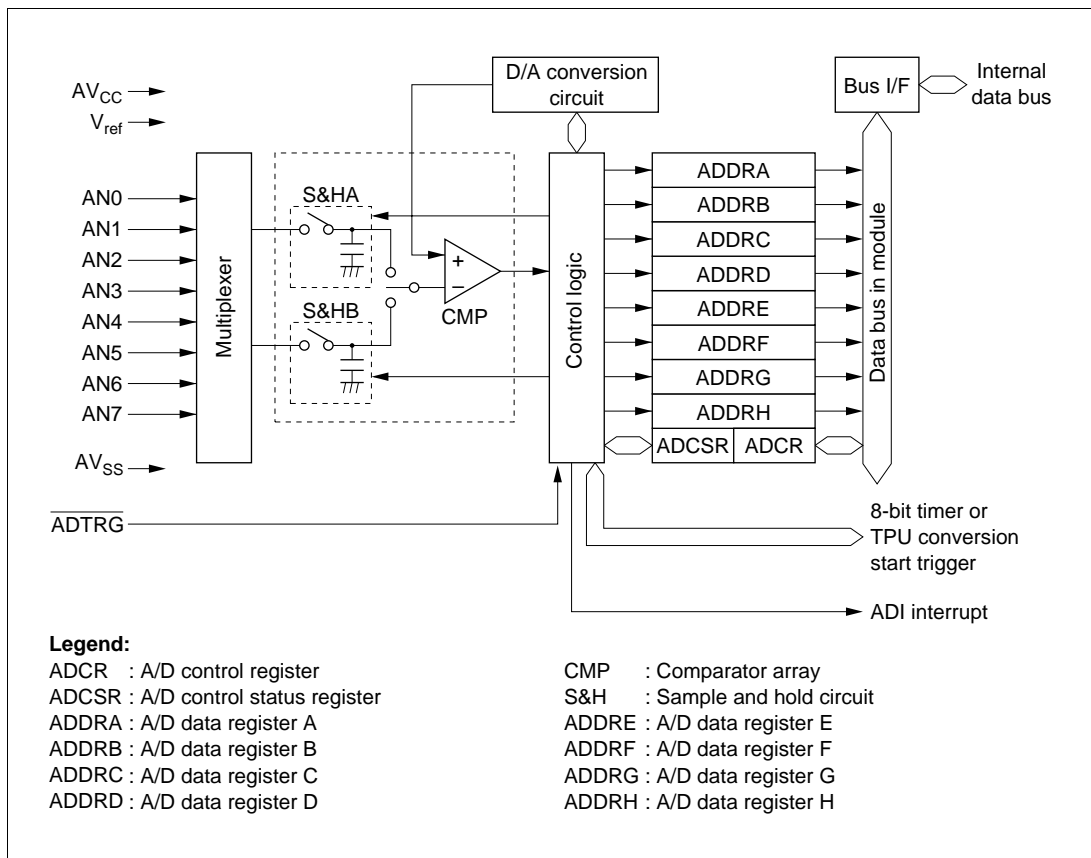 D/A conversion
circuit
Bus I/F
Internal
data bus
AVCC
Vref
AN0
AN1
AN2
AN3
AN4
AN5
AN6
AN7
AVSS
ADTRG
Multiplexer
S&HA
S&HB
+
−
CMP
Control logic
ADDRA
ADDRB
ADDRC
ADDRD
ADDRE
ADDRF
ADDRG
ADDRH
ADCSR ADCR
Data bus in module
8-bit timer or
TPU conversion
start trigger
ADI interrupt
Legend:
ADCR : A/D control register
ADCSR : A/D control status register
ADDRA : A/D data register A
ADDRB : A/D data register B
ADDRC : A/D data register C
ADDRD : A/D data register D
CMP : Comparator array
S&H : Sample and hold circuit
ADDRE : A/D data register E
ADDRF : A/D data register F
ADDRG : A/D data register G
ADDRH : A/D data register H